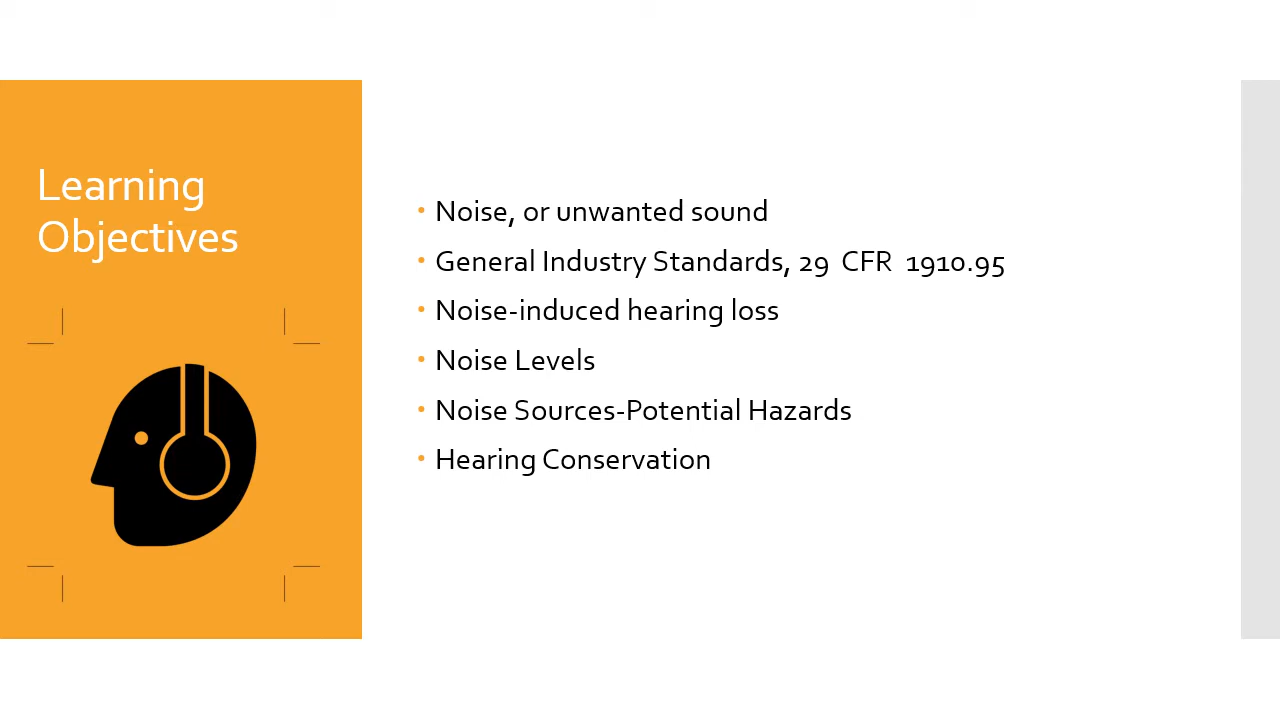 Learning
Objectives
• Noise, or unwanted sound
• General Industry Standards, 29 CFR 1910.95
• Noise-induced hearing loss
• Noise Levels
• Noise Sources-Potential Hazards
• Hearing Conservation